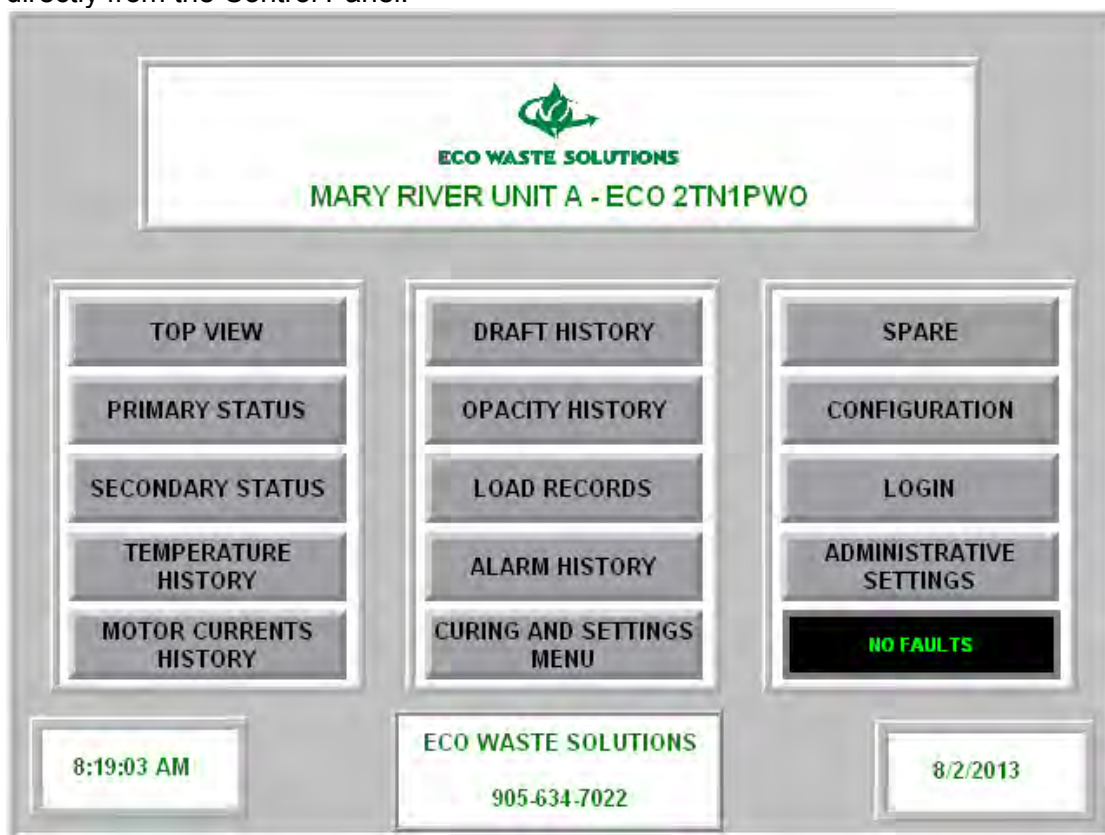 directly from the Control Panel.
ECO WASTE SOLUTIONS
MARY RIVER UNIT A - ECO 2TN1PWO
TOP VIEW
PRIMARY STATUS
SECONDARY STATUS
TEMPERATURE
HISTORY
MOTOR CURRENTS
HISTORY
DRAFT HISTORY
OPACITY HISTORY
LOAD RECORDS
ALARM HISTORY
CURING AND SETTINGS
MENU
SPARE
CONFIGURATION
LOGIN
ADMINISTRATIVE
SETTINGS
NO FAULTS
8:19:03 AM
ECO WASTE SOLUTIONS
905-634-7022
8/2/2013